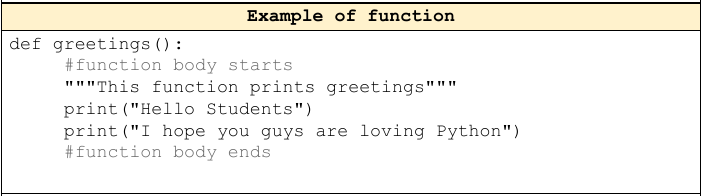 Example of function
def greetings():
#function body starts
"""This function prints greetings"""
print("Hello Students")
print("I hope you guys are loving Python")
#function body ends